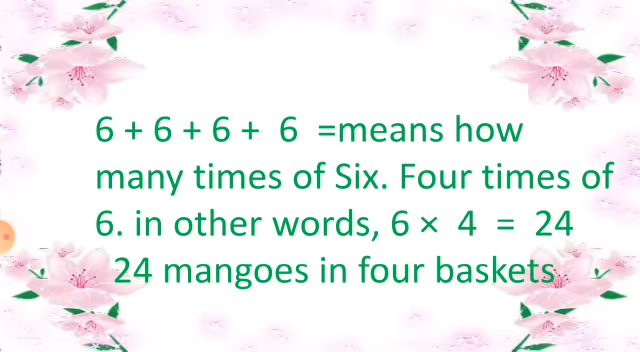 6 + 6 + 6 + 6 =means how
many times of Six. Four times of
6. in other words, 6 × 4 = 24
24 mangoes in four baskets